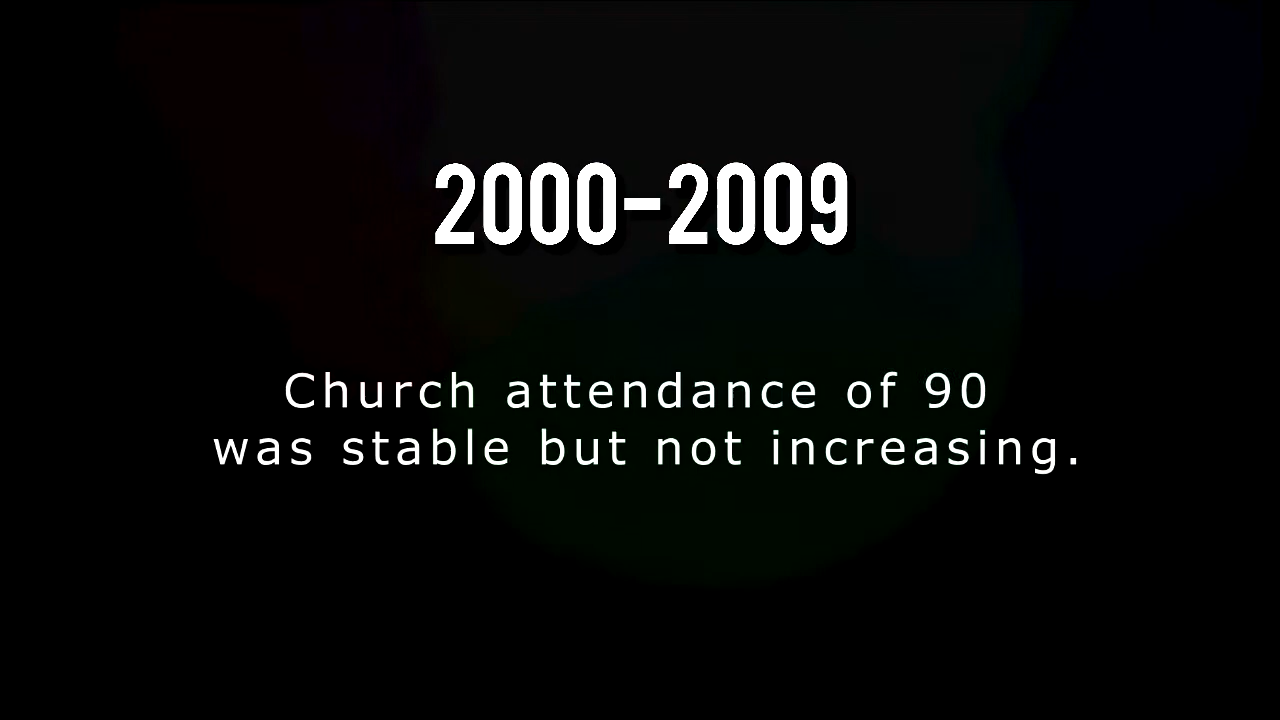 2000-2009
Church attendance of 90
was stable but not increasing.